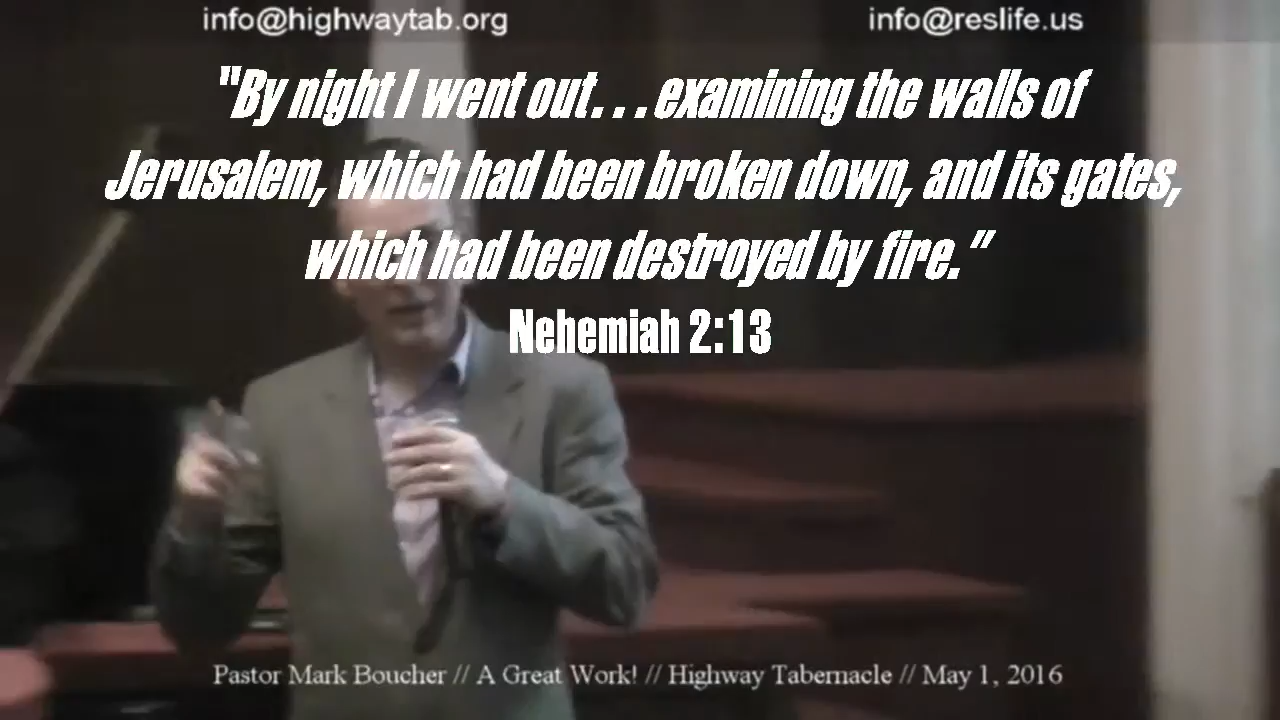 info@highwaytab.org info@reslife.us
"By night I went out. . . examining the walls of
Jerusalem, which had been broken down, and its gates,
which had been destroyed by fire."
Nehemiah 2:13
Pastor Mark Boucher // A Great Work! // Highway Tabernacle // May 1, 2016